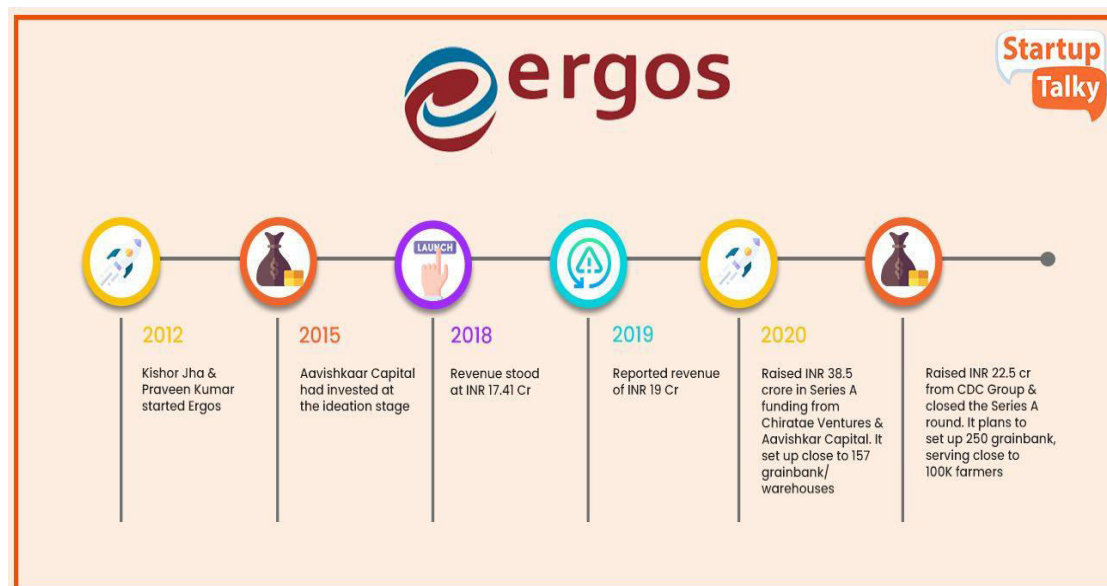 ergos
Startup
Talky
LAUNCH
2012
Kishor Jha &
Praveen Kumar
started Ergos
2015
Aavishkaar Capital
had invested at
the ideation stage
2018
Revenue stood
at INR 17.41 Cr
2019
Reported revenue
of INR 19 Cr
2020
Raised INR 38.5
crore in Series A
funding from
Chiratae Ventures &
Aavishkar Capital. It
set up close to 157
grainbank/
warehouses
Raised INR 22.5 cr
from CDC Group &
closed the Series A
round. It plans to
set up 250 grainbank,
serving close to
100K farmers